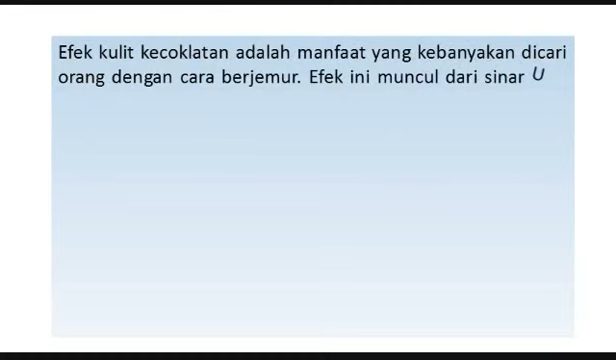 Efek kulit kecoklatan adalah manfaat yang kebanyakan dicari
orang dengan cara berjemur. Efek ini muncul dari sinar U